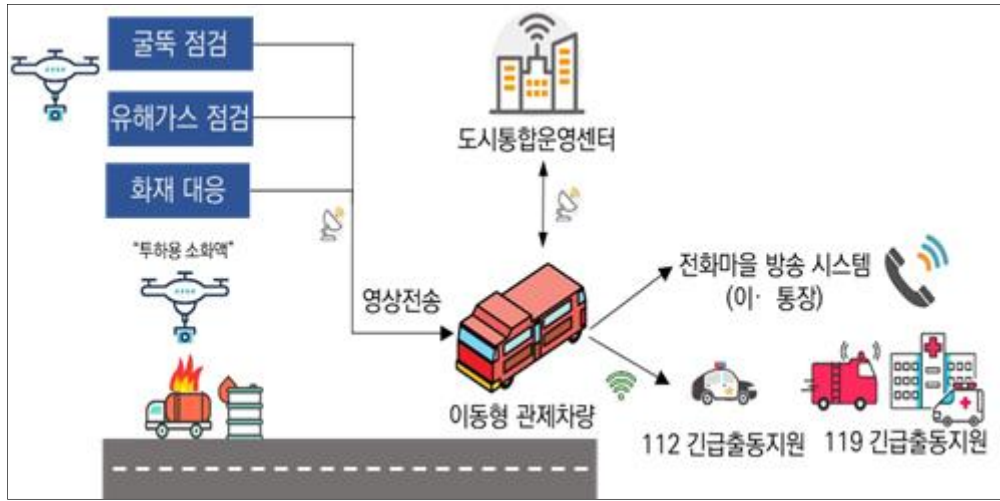 굴뚝 점검
유해가스 점검
화재 대응
"투하용 소화액"
도시통합운영센터
영상전송
이동형 관제차량
전화마을 방송 시스템
(이· 통장)
112 긴급출동지원
119 긴급출동지원